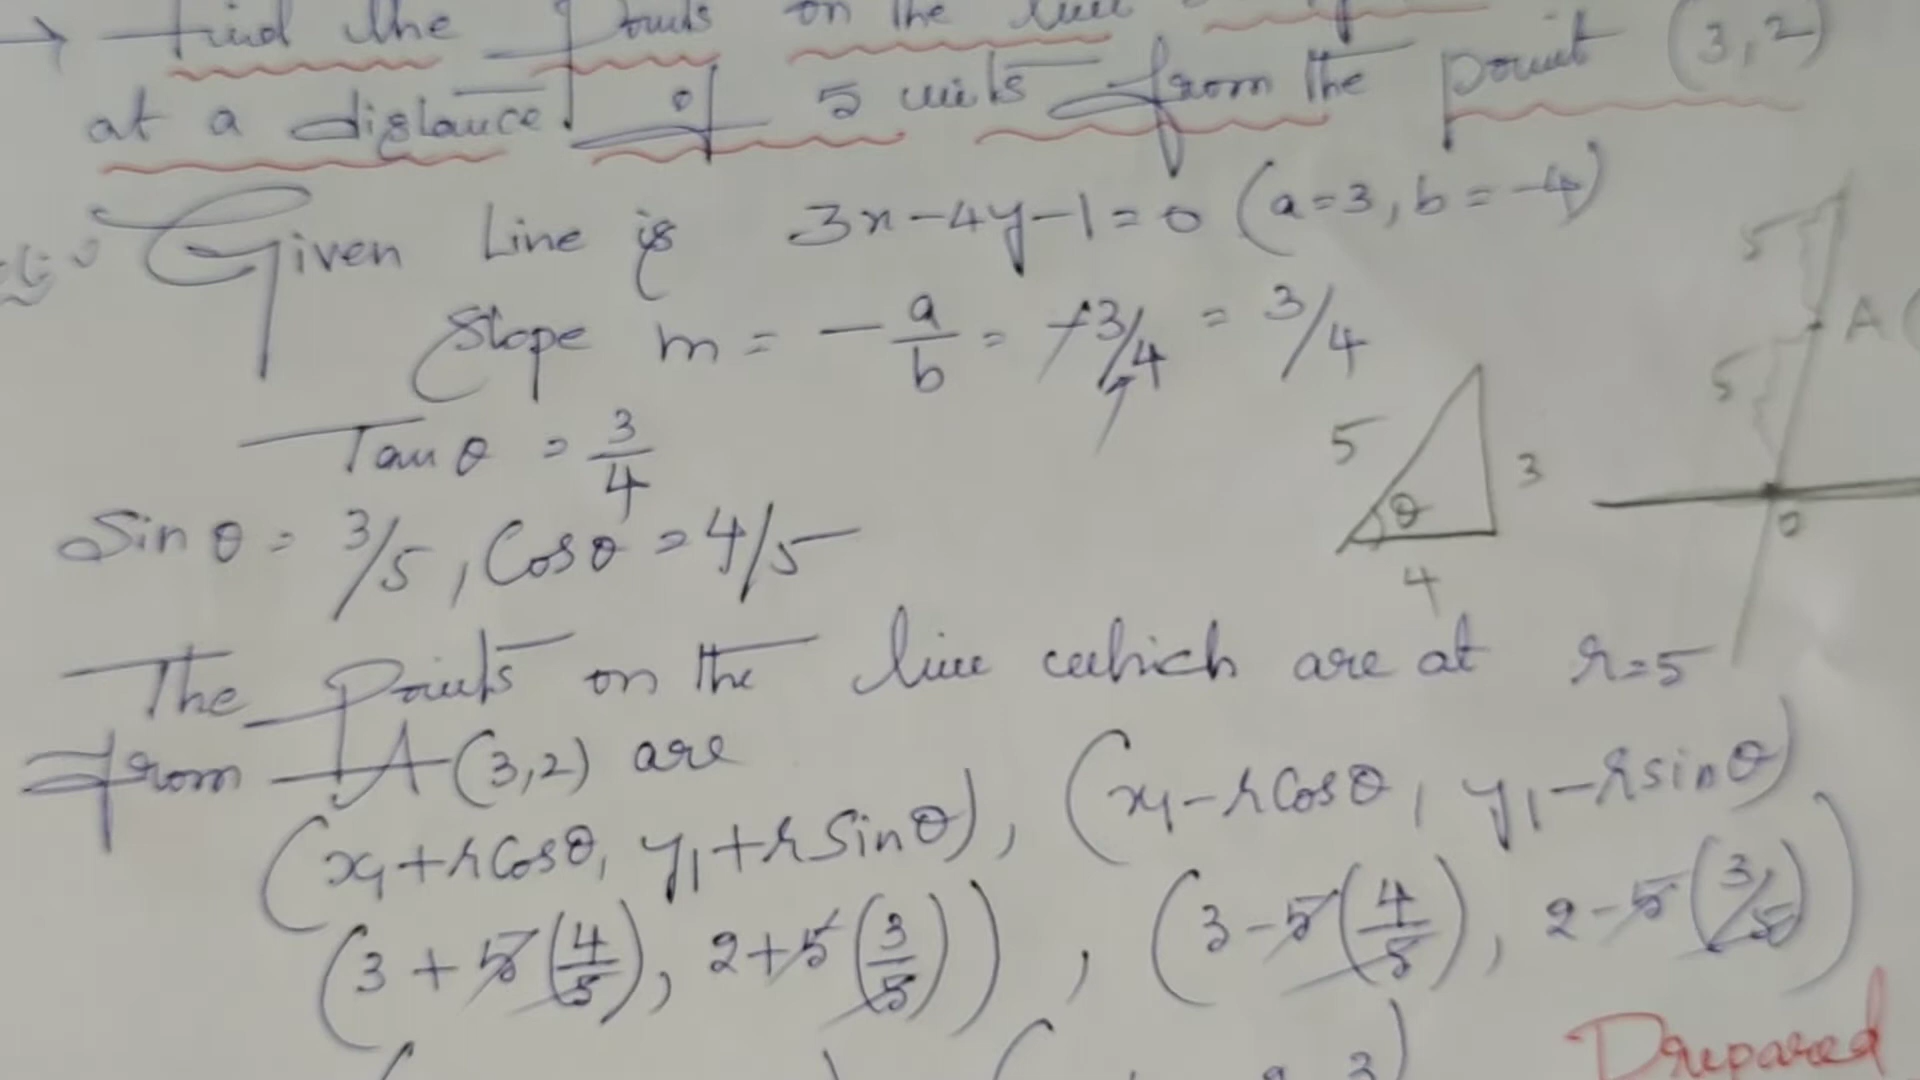 → Find the Points on the line
at a distance of 5 units from the point (3,2)
Given Line is 3x-4y-1=0 (a=3, b=-4)
Slope m = -a/b = +3/4 = 3/4
Tan θ = 3/4
Sin θ = 3/5, Cos θ = 4/5
5 3 θ 4
5 A ( 5 0
The Points on the line which are at r=5
from A(3,2) are
(x₁+rCosθ, y₁+rSinθ), (x₁-rCosθ, y₁-rsinθ)
(3+5(4/5), 2+5(3/5)), (3-5(4/5), 2-5(3/5))
Prepared